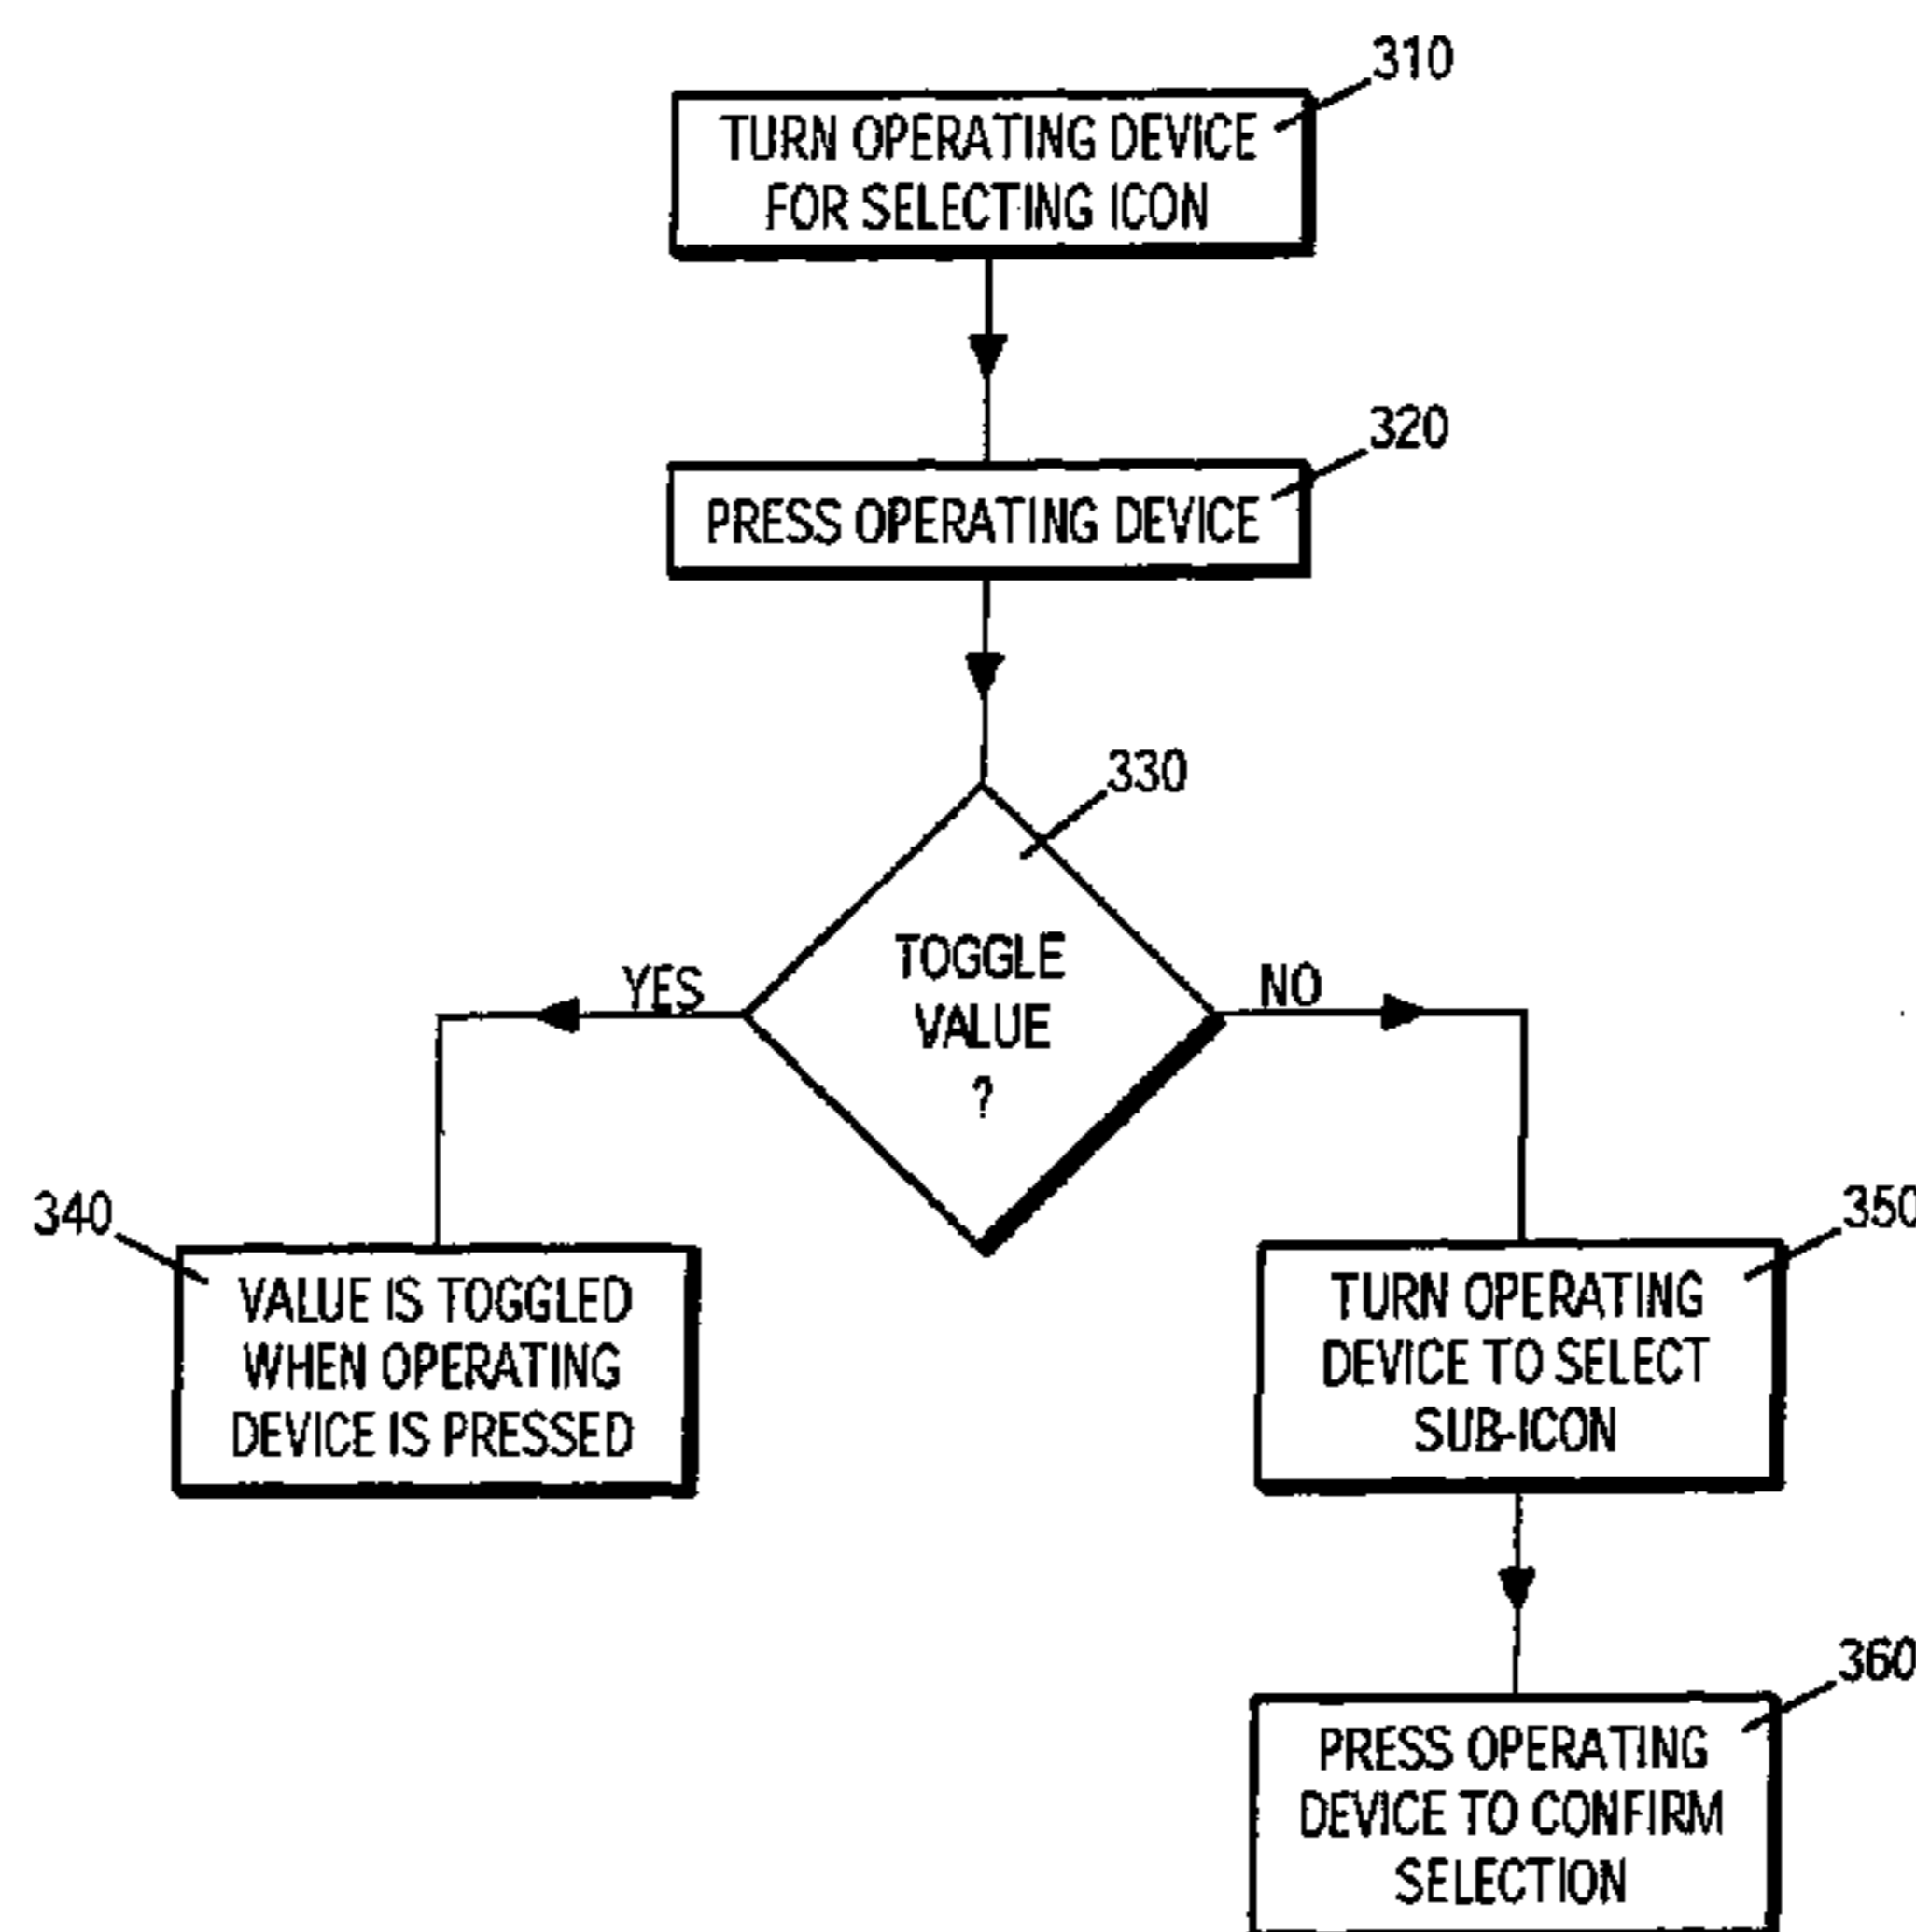 310
TURN OPERATING DEVICE
FOR SELECTING ICON
320
PRESS OPERATING DEVICE
330
TOGGLE
VALUE
?
YES
NO
340
VALUE IS TOGGLED
WHEN OPERATING
DEVICE IS PRESSED
350
TURN OPERATING
DEVICE TO SELECT
SUB-ICON
360
PRESS OPERATING
DEVICE TO CONFIRM
SELECTION